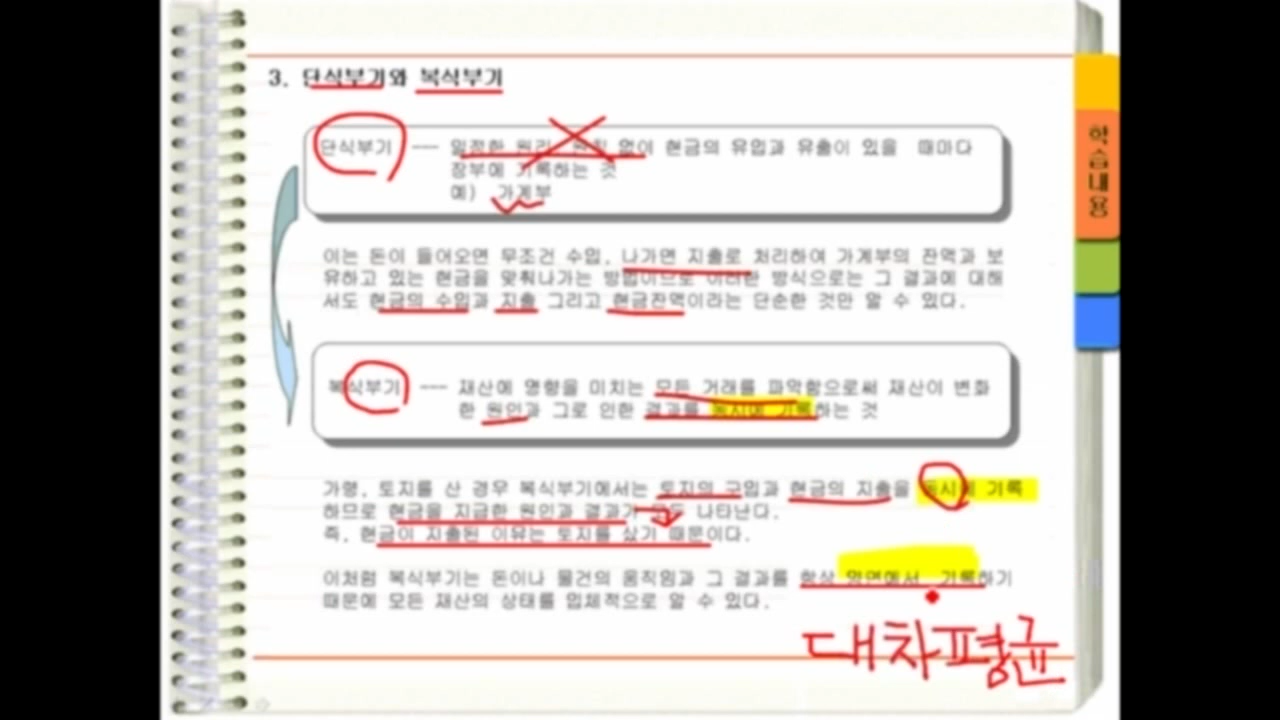 3. 단식부기와 복식부기
단식부기 --- 일정한 원리, 원칙 없이 현금의 유입과 유출이 있을 때마다
장부에 기록하는 것
예) 가계부
이는 돈이 들어오면 무조건 수입, 나가면 지출로 처리하여 가계부의 잔액과 보
유하고 있는 현금을 맞춰나가는 방법이므로 이러한 방식으로는 그 결과에 대해
서도 현금의 수입과 지출 그리고 현금잔액이라는 단순한 것만 알 수 있다.
복식부기 --- 재산에 영향을 미치는 모든 거래를 파악함으로써 재산이 변화
한 원인과 그로 인한 결과를 동시에 기록하는 것
가령, 토지를 산 경우 복식부기에서는 토지의 구입과 현금의 지출을 동시에 기록
하므로 현금을 지급한 원인과 결과가 모두 나타난다.
즉, 현금이 지출된 이유는 토지를 샀기 때문이다.
이처럼 복식부기는 돈이나 물건의 움직임과 그 결과를 항상 양면에서 기록하기
때문에 모든 재산의 상태를 입체적으로 알 수 있다.
대차평균
학습내용